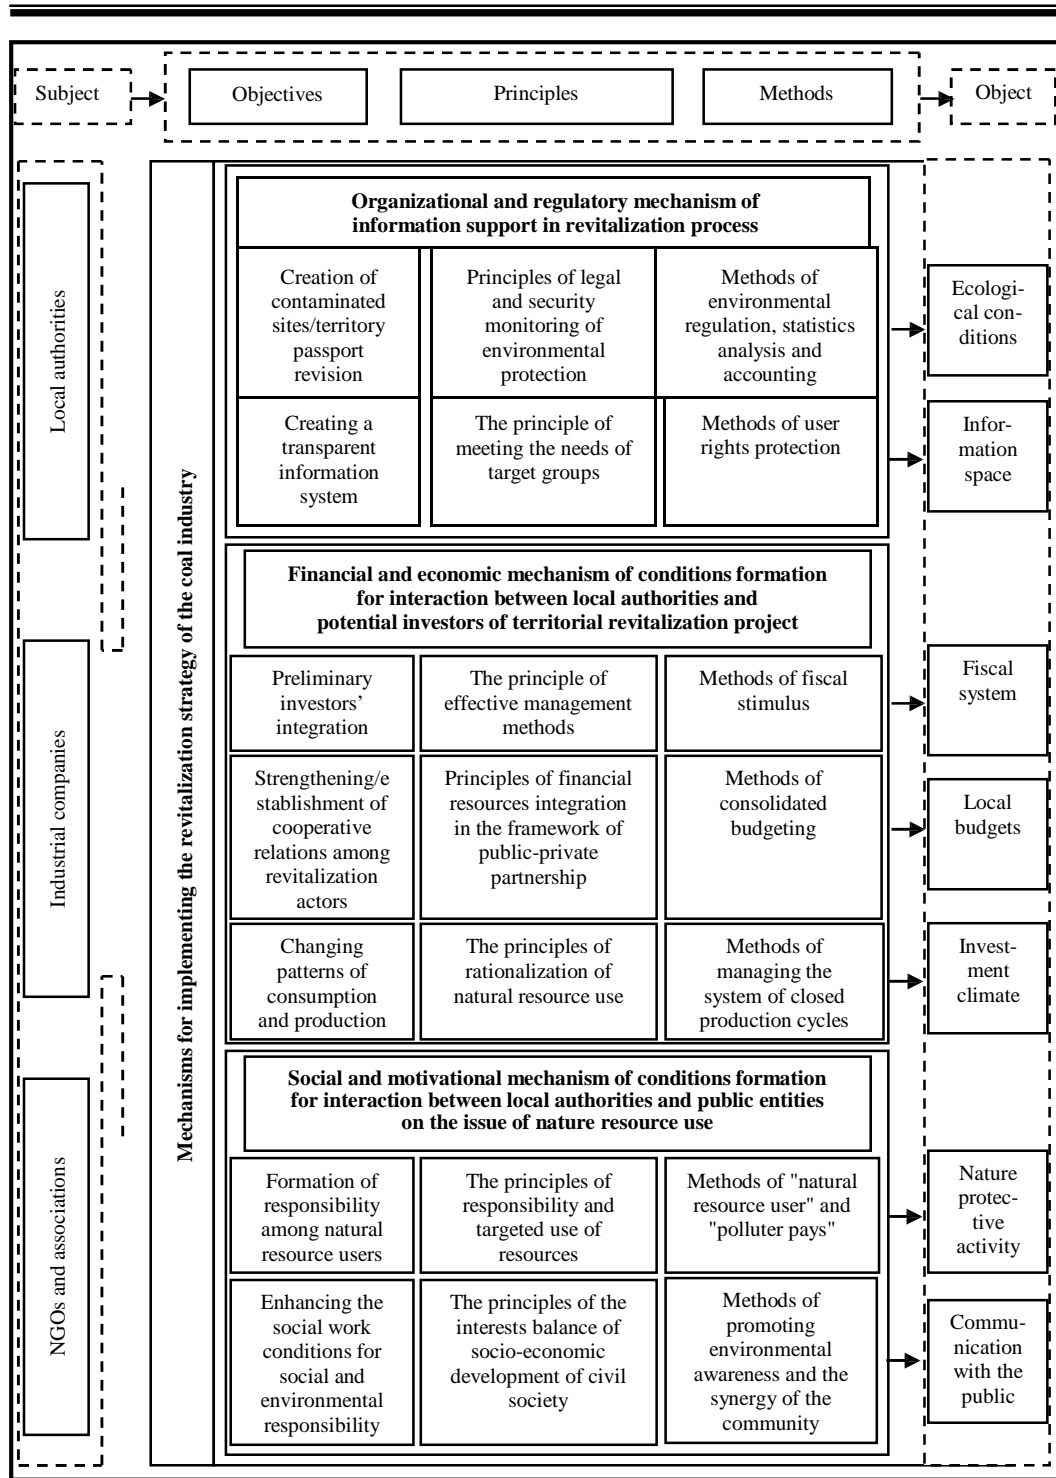 Subject
Objectives
Principles
Methods
Object
Local authorities
Industrial companies
NGOs and associations
Mechanisms for implementing the revitalization strategy of the coal industry
Organizational and regulatory mechanism of
information support in revitalization process
Creation of
contaminated
sites/territory
passport
revision
Principles of legal
and security
monitoring of
environmental
protection
Methods of
environmental
regulation, statistics
analysis and
accounting
Ecologi-
cal con-
ditions
Creating a
transparent
information
system
The principle of
meeting the needs of
target groups
Methods of user
rights protection
Infor-
mation
space
Financial and economic mechanism of conditions formation
for interaction between local authorities and
potential investors of territorial revitalization project
Preliminary
investors'
integration
The principle of
effective management
methods
Methods of fiscal
stimulus
Fiscal
system
Strengthening/e
stablishment of
cooperative
relations among
revitalization
actors
Principles of financial
resources integration
in the framework of
public-private
partnership
Methods of
consolidated
budgeting
Local
budgets
Changing
patterns of
consumption
and production
The principles of
rationalization of
natural resource use
Methods of
managing the
system of closed
production cycles
Invest-
ment
climate
Social and motivational mechanism of conditions formation
for interaction between local authorities and public entities
on the issue of nature resource use
Formation of
responsibility
among natural
resource users
The principles of
responsibility and
targeted use of
resources
Methods of "natural
resource user" and
"polluter pays"
Nature
protec-
tive
activity
Enhancing the
social work
conditions for
social and
environmental
responsibility
The principles of the
interests balance of
socio-economic
development of civil
society
Methods of
promoting
environmental
awareness and the
synergy of the
community
Commu-
nication
with the
public